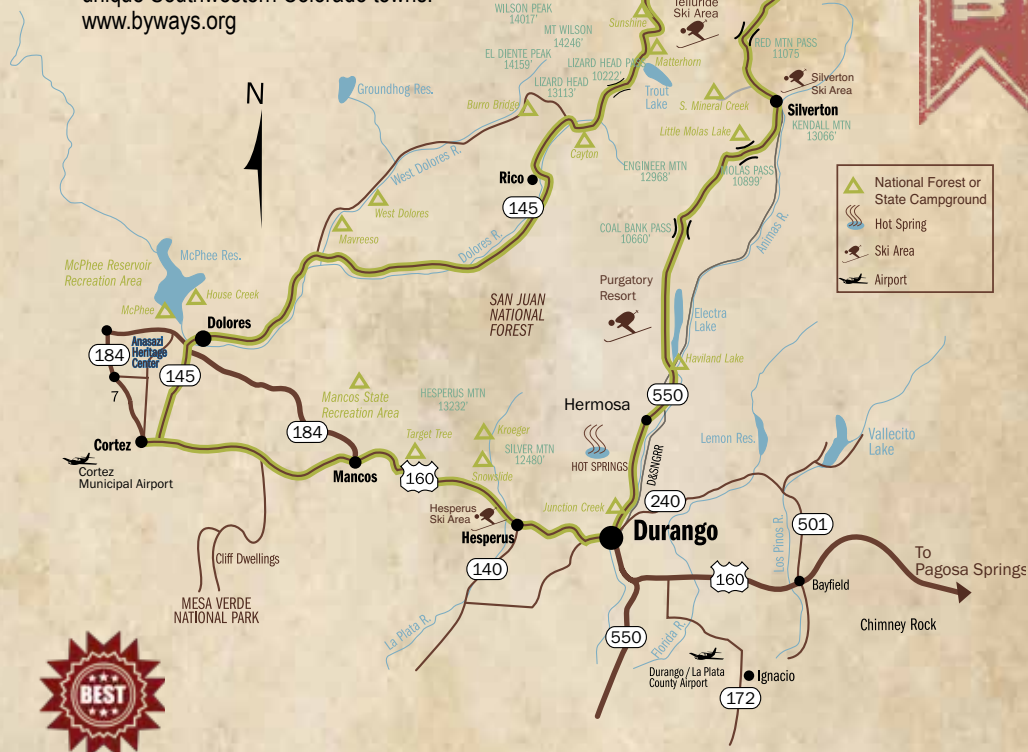 unique Southwestern Colorado towns.
www.byways.org
WILSON PEAK
14017'
MT WILSON
14246'
EL DIENTE PEAK
14159'
LIZARD HEAD PASS
10222'
LIZARD HEAD
13113'
Sunshine
Telluride
Ski Area
Matterhorn
Trout
Lake
RED MTN PASS
11075
Silverton
Ski Area
S. Mineral Creek
Silverton
KENDALL MTN
13066'
Little Molas Lake
MOLAS PASS
10899'
ENGINEER MTN
12968'
COAL BANK PASS
10660'
Animas R.
N
Groundhog Res.
Burro Bridge
Cayton
West Dolores R.
Rico
145
West Dolores
Mavreeso
Dolores R.
National Forest or
State Campground
Hot Spring
Ski Area
Airport
McPhee Reservoir
Recreation Area
McPhee Res.
House Creek
McPhee
Dolores
Anasazi
Heritage
Center
184
145
7
SAN JUAN
NATIONAL
FOREST
Purgatory
Resort
Electra
Lake
Haviland Lake
550
Hermosa
HOT SPRINGS
D&SNGRR
Mancos State
Recreation Area
HESPERUS MTN
13232'
Target Tree
Kroeger
SILVER MTN
12480'
Snowslide
184
Cortez
Cortez
Municipal Airport
Mancos
160
Hesperus
Ski Area
Hesperus
Junction Creek
240
Durango
Lemon Res.
Vallecito
Lake
Los Pinos R.
501
Cliff Dwellings
MESA VERDE
NATIONAL PARK
140
La Plata R.
160
Bayfield
To
Pagosa Springs
Chimney Rock
550
Florida R.
Durango / La Plata
County Airport
Ignacio
172
BEST